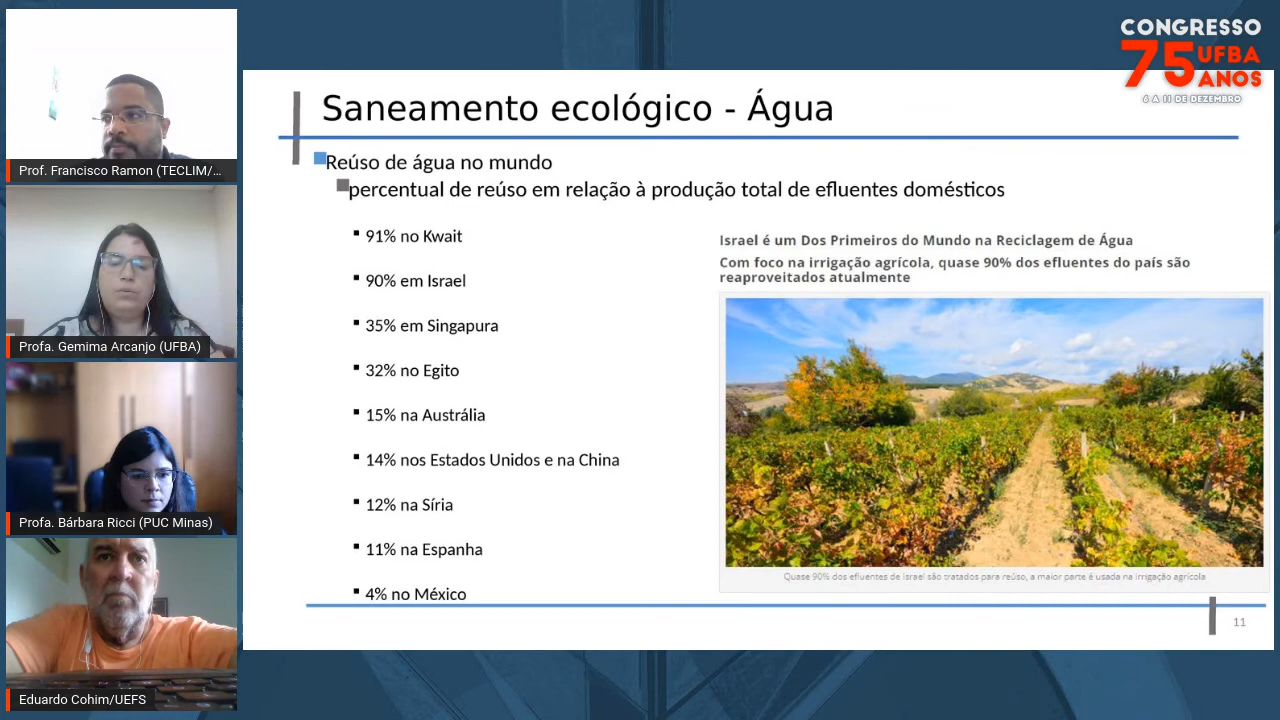 CONGRESSO
75 UFBA
ANOS
6 A 11 DE DEZEMBRO
Prof. Francisco Ramon (TECLIM/...
Profa. Gemima Arcanjo (UFBA)
Profa. Bárbara Ricci (PUC Minas)
Eduardo Cohim/UEFS
Saneamento ecológico - Água
Reúso de água no mundo
percentual de reúso em relação à produção total de efluentes domésticos
91% no Kwait
90% em Israel
35% em Singapura
32% no Egito
15% na Austrália
14% nos Estados Unidos e na China
12% na Síria
11% na Espanha
4% no México
Israel é um Dos Primeiros do Mundo na Reciclagem de Água
Com foco na irrigação agrícola, quase 90% dos efluentes do país são
reaproveitados atualmente
Quase 90% dos efluentes de Israel são tratados para reúso, a maior parte é usada na irrigação agrícola
11